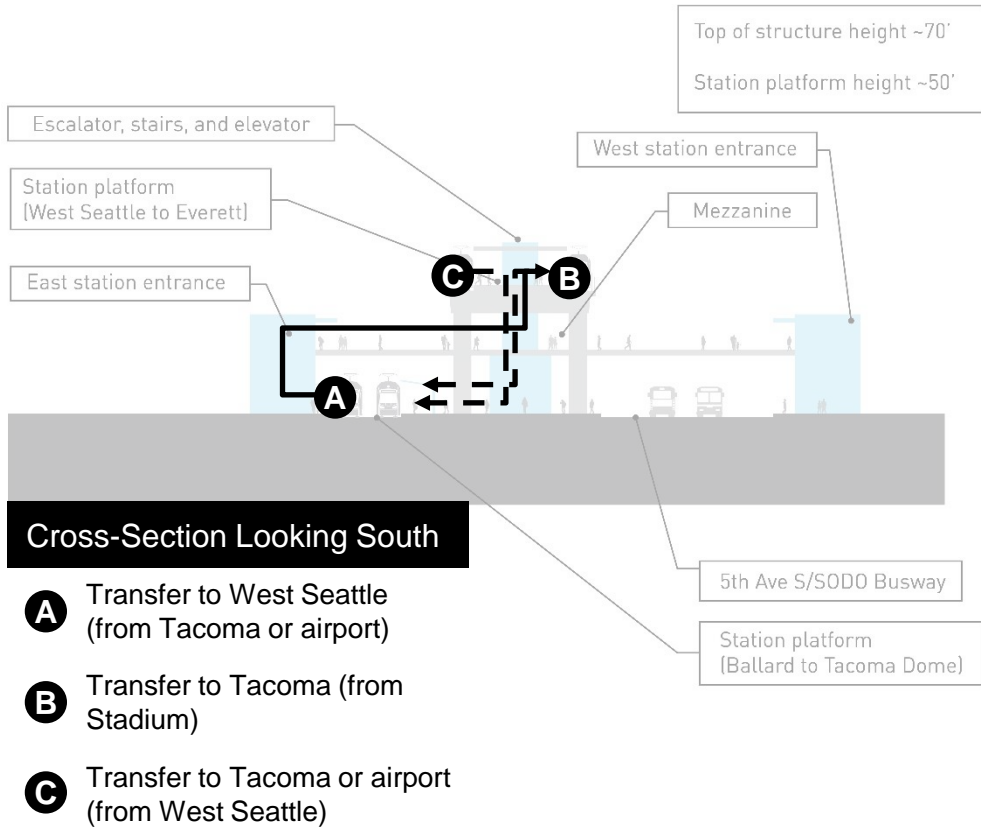 Top of structure height ~70'
Station platform height ~50'
Escalator, stairs, and elevator
West station entrance
Station platform
(West Seattle to Everett)
Mezzanine
East station entrance
C
B
A
Cross-Section Looking South
A
Transfer to West Seattle
(from Tacoma or airport)
B
Transfer to Tacoma (from
Stadium)
C
Transfer to Tacoma or airport
(from West Seattle)
5th Ave S/SODO Busway
Station platform
(Ballard to Tacoma Dome)